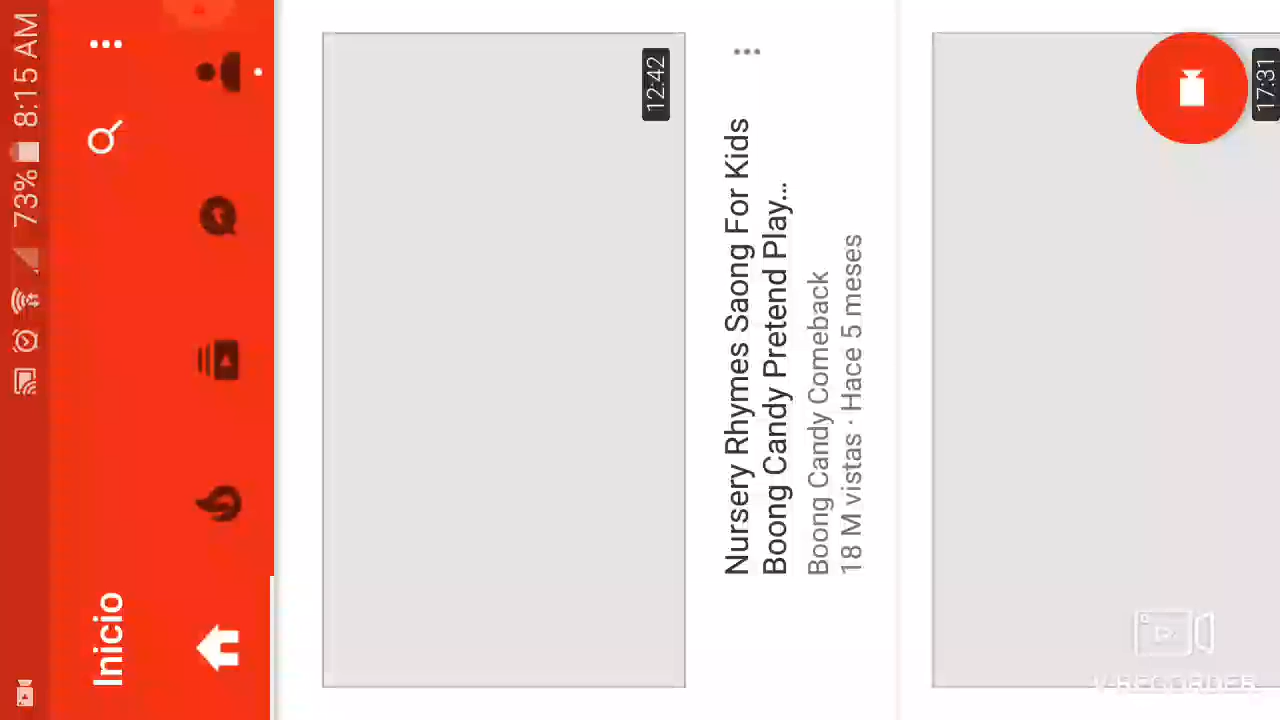 73% 8:15 AM
Inicio
12:42
Nursery Rhymes Saong For Kids
Boong Candy Pretend Play...
Boong Candy Comeback
18 M vistas · Hace 5 meses
17:31
V-RECORDER